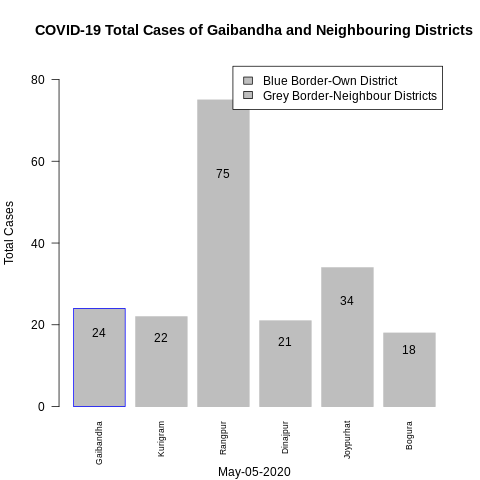 COVID-19 Total Cases of Gaibandha and Neighbouring Districts
Blue Border-Own District
Grey Border-Neighbour Districts
Total Cases
80
60
40
20
0
24
22
75
21
34
18
Gaibandha
Kurigram
Rangpur
Dinajpur
Joypurhat
Bogura
May-05-2020